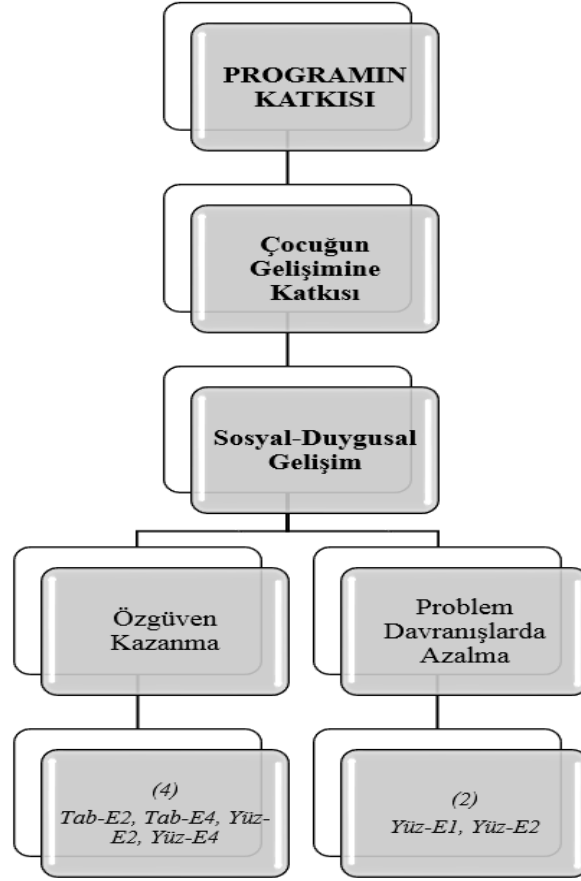 PROGRAMIN
KATKISI
Çocuğun
Gelişimine
Katkısı
Sosyal-Duygusal
Gelişim
Özgüven
Kazanma
Problem
Davranışlarda
Azalma
(4)
Tab-E2, Tab-E4, Yüz-
E2, Yüz-E4
(2)
Yüz-E1, Yüz-E2